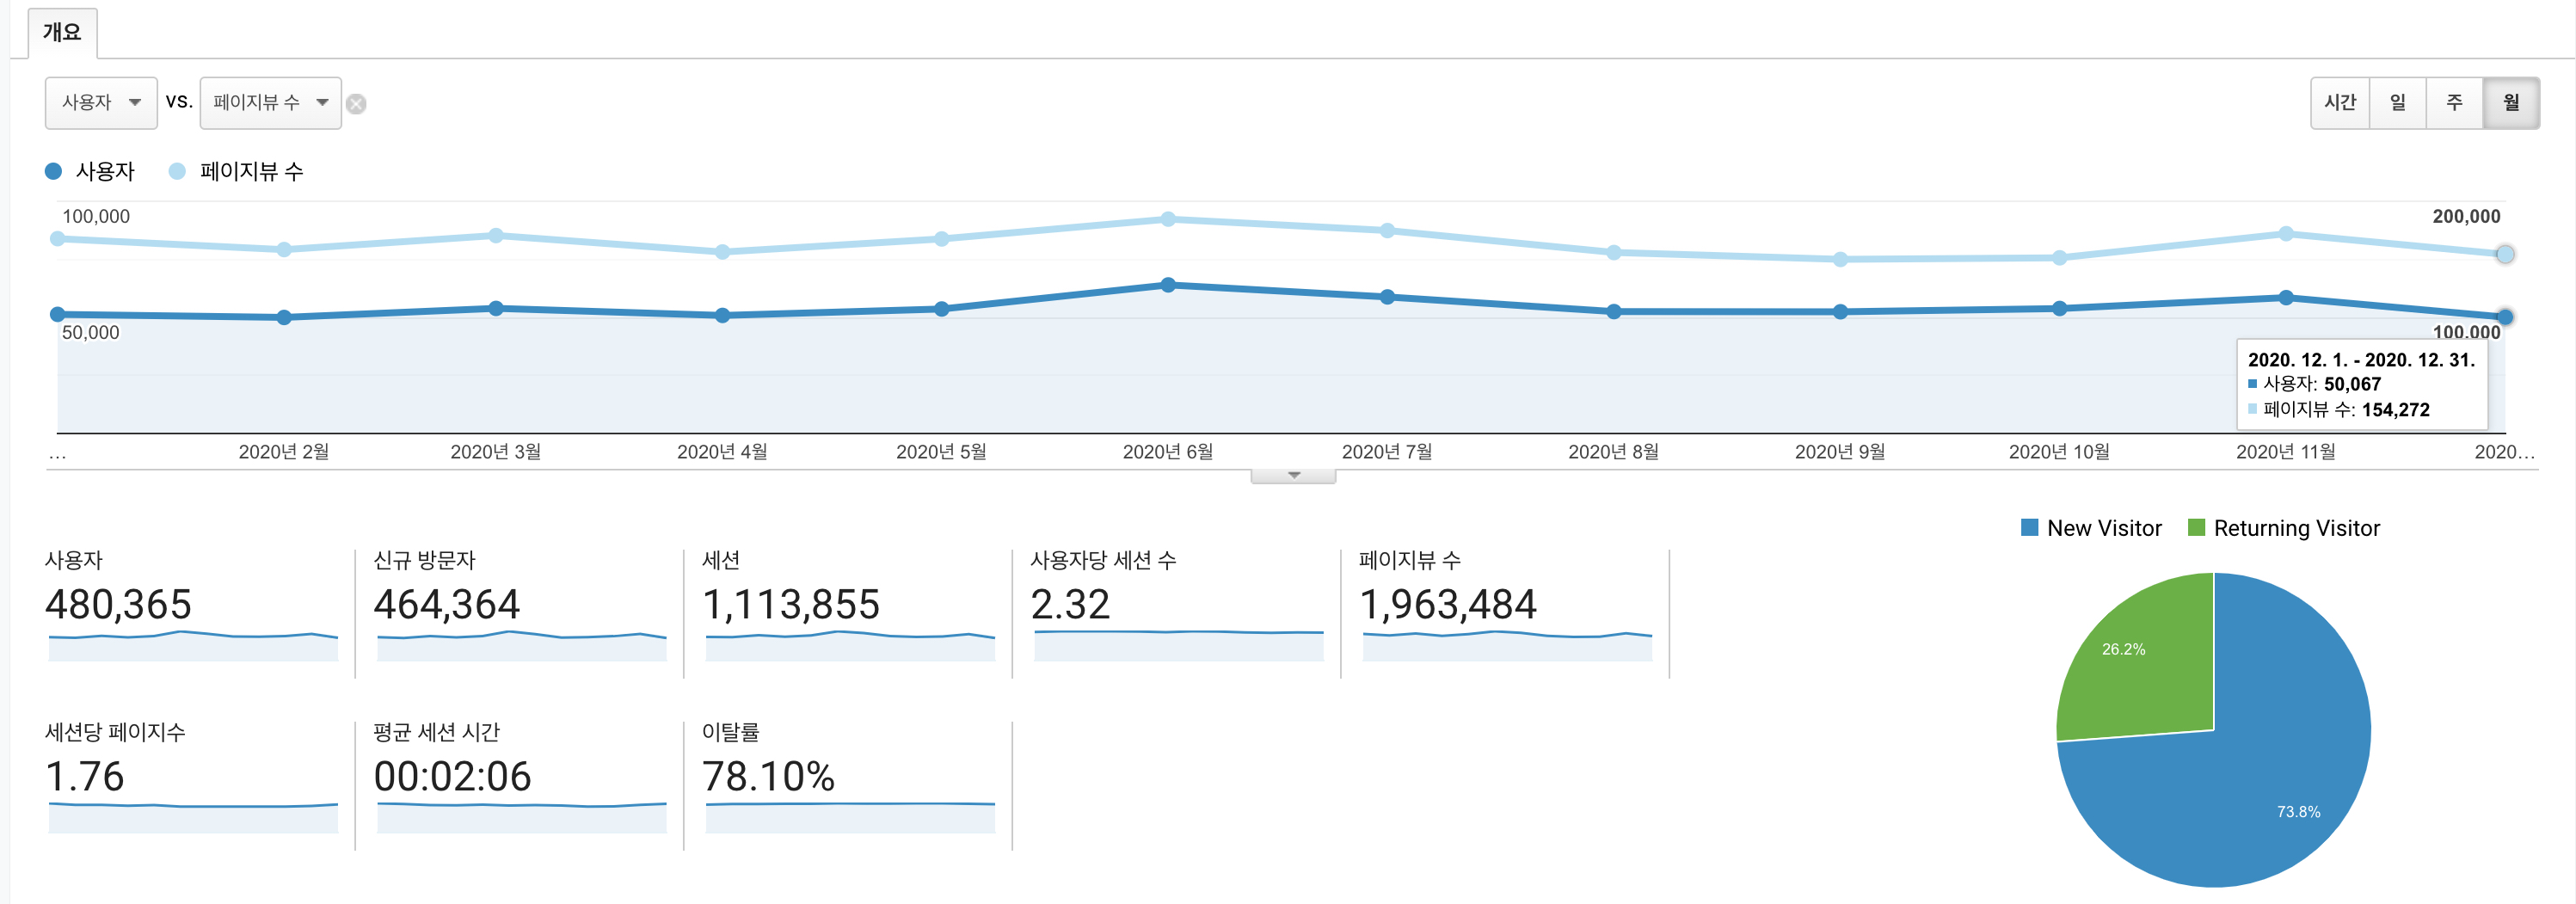 개요
사용자 vs. 페이지뷰 수
시간 일 주 월
사용자 페이지뷰 수
100,000 200,000
50,000 100,000
2020. 12. 1. - 2020. 12. 31.
사용자: 50,067
페이지뷰 수: 154,272
... 2020년 2월 2020년 3월 2020년 4월 2020년 5월 2020년 6월 2020년 7월 2020년 8월 2020년 9월 2020년 10월 2020년 11월 2020...
New Visitor Returning Visitor
사용자 신규 방문자 세션 사용자당 세션 수 페이지뷰 수
480,365 464,364 1,113,855 2.32 1,963,484
26.2%
세션당 페이지수 평균 세션 시간 이탈률
1.76 00:02:06 78.10%
73.8%